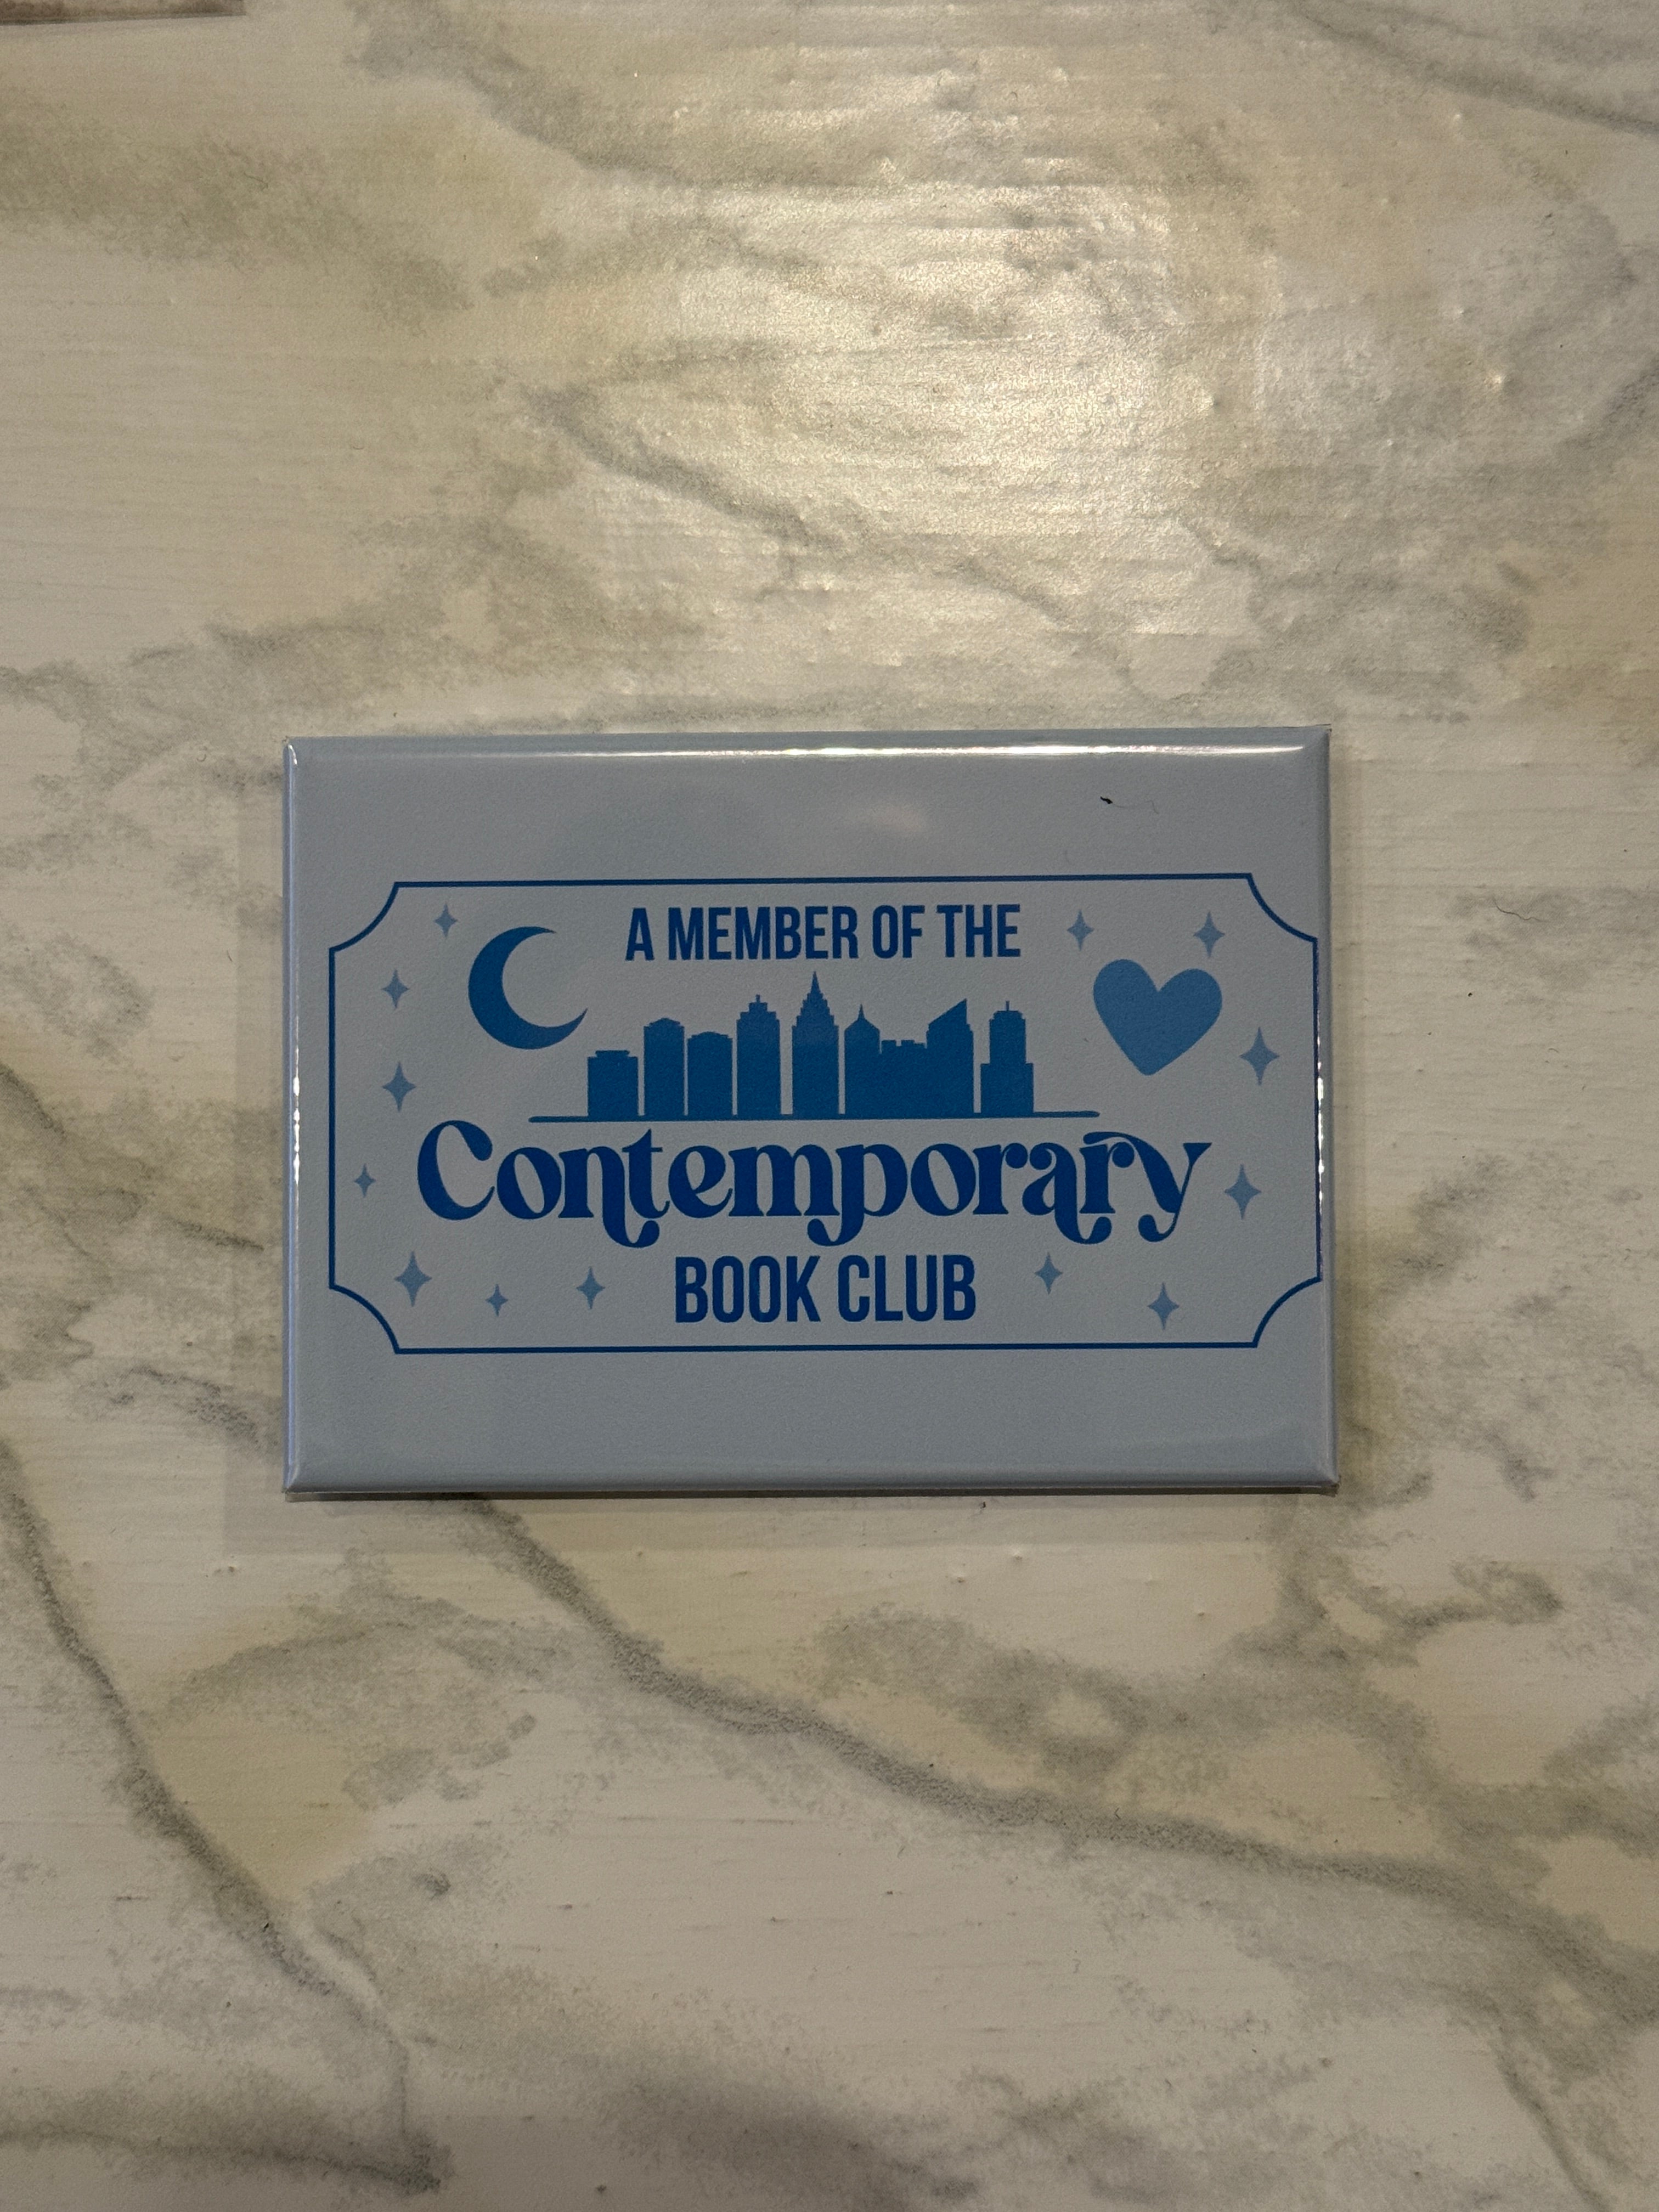 A MEMBER OF THE
Contemporary
BOOK CLUB